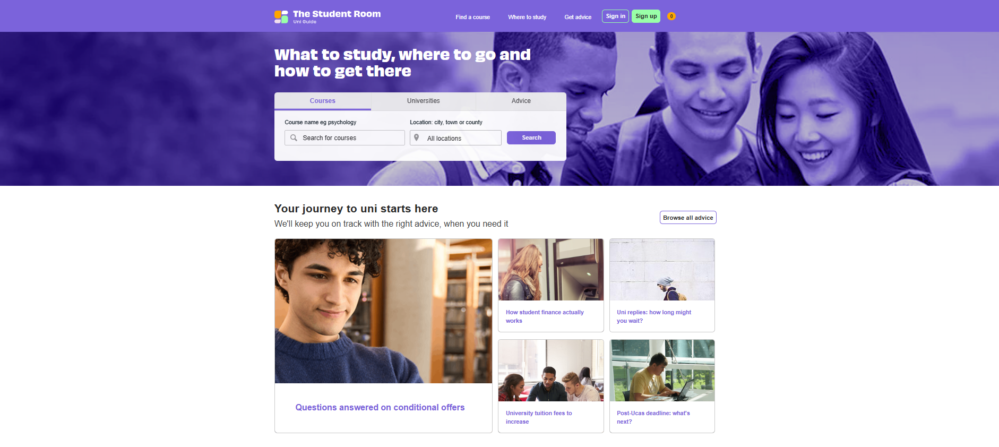 The Student Room
Uni Guide
Find a course
Where to study
Get advice
Sign in
Sign up
0
What to study, where to go and
how to get there
Courses
Universities
Advice
Course name eg psychology
Location: city, town or county
Search for courses
All locations
Search
Your journey to uni starts here
We'll keep you on track with the right advice, when you need it
Browse all advice
Questions answered on conditional offers
How student finance actually
works
Uni replies: how long might
you wait?
University tuition fees to
increase
Post-Ucas deadline: what's
next?